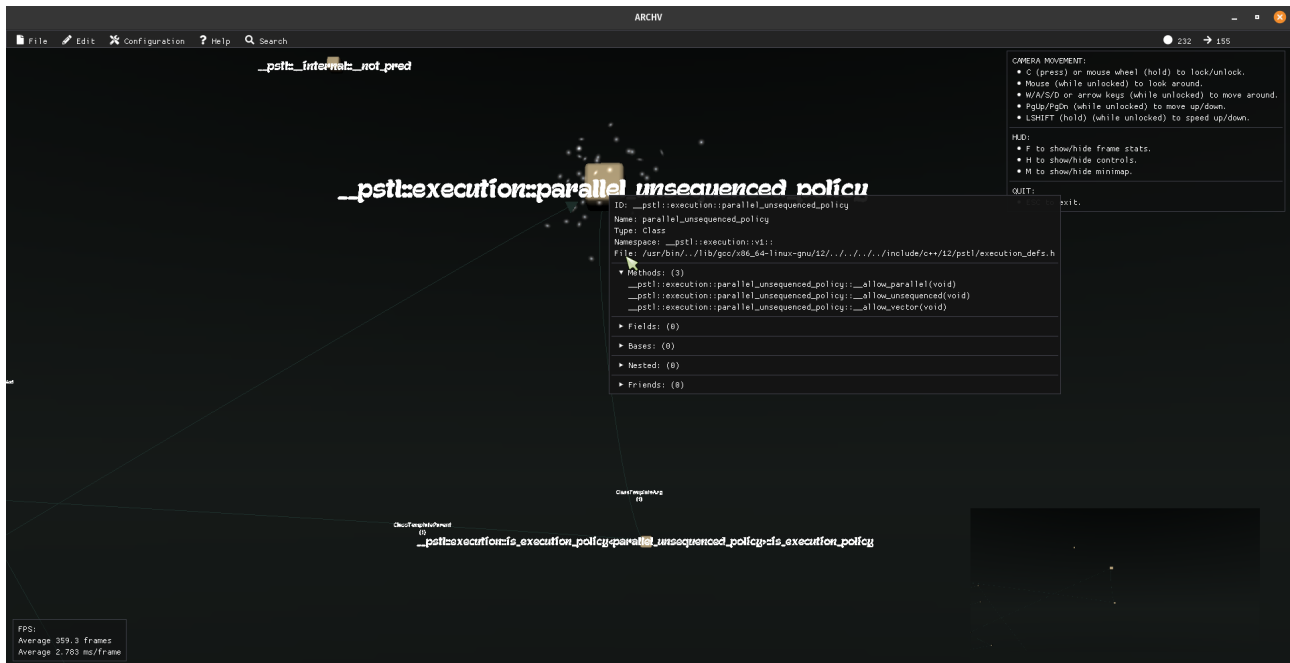 ARCHV
File Edit Configuration ? Help Search
232 → 155
__pstl::__internal::__not_pred
CAMERA MOVEMENT:
• C (press) or mouse wheel (hold) to lock/unlock.
• Mouse (while unlocked) to look around.
• W/A/S/D or arrow keys (while unlocked) to move around.
• PgUp/PgDn (while unlocked) to move up/down.
• LSHIFT (hold) (while unlocked) to speed up/down.
HUD:
• F to show/hide frame stats.
• H to show/hide controls.
• M to show/hide minimap.
QUIT:
exit.
__pstl::execution::parallel_unsequenced_policy
ID: __pstl::execution::parallel_unsequenced_policy
Name: parallel_unsequenced_policy
Type: Class
Namespace: __pstl::execution::v1::
File: /usr/bin/../lib/gcc/x86_64-linux-gnu/12/../../../../include/c++/12/pstl/execution_defs.h
▼ Methods: (3)
__pstl::execution::parallel_unsequenced_policy::__allow_parallel(void)
__pstl::execution::parallel_unsequenced_policy::__allow_unsequenced(void)
__pstl::execution::parallel_unsequenced_policy::__allow_vector(void)
▶ Fields: (0)
▶ Bases: (0)
▶ Nested: (0)
▶ Friends: (0)
ClassTemplateArg
(1)
ClassTemplateParent
(1)
__pstl::execution::is_execution_policy<parallel_unsequenced_policy>::is_execution_policy
FPS:
Average 359.3 frames
Average 2.783 ms/frame